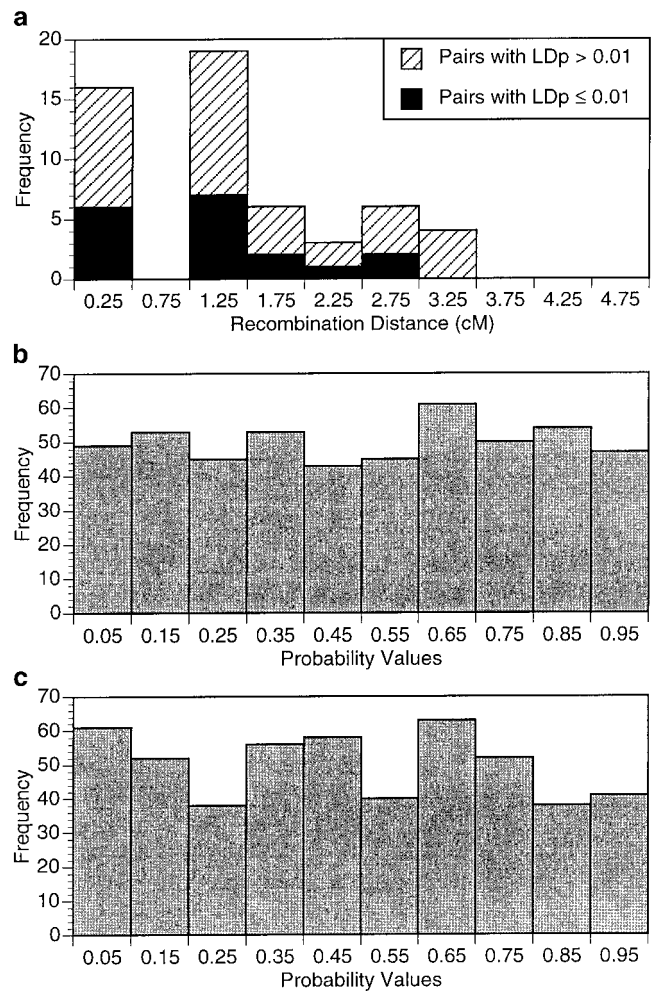 a
20
15
10
5
0
Frequency
Pairs with LDp > 0.01
Pairs with LDp ≤ 0.01
0.25 0.75 1.25 1.75 2.25 2.75 3.25 3.75 4.25 4.75
Recombination Distance (cM)
b
70
60
50
40
30
20
10
0
Frequency
0.05 0.15 0.25 0.35 0.45 0.55 0.65 0.75 0.85 0.95
Probability Values
c
70
60
50
40
30
20
10
0
Frequency
0.05 0.15 0.25 0.35 0.45 0.55 0.65 0.75 0.85 0.95
Probability Values